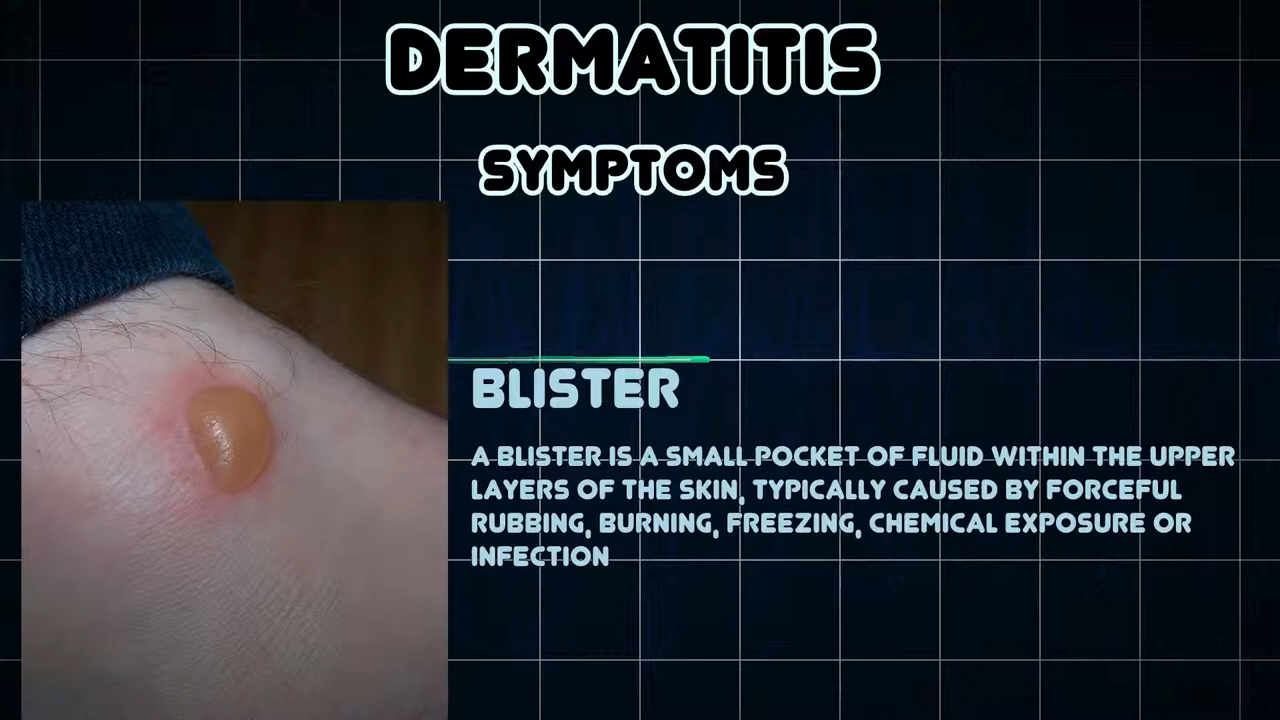 DERMATITIS
SYMPTOMS
BLISTER
A BLISTER IS A SMALL POCKET OF FLUID WITHIN THE UPPER
LAYERS OF THE SKIN, TYPICALLY CAUSED BY FORCEFUL
RUBBING, BURNING, FREEZING, CHEMICAL EXPOSURE OR
INFECTION